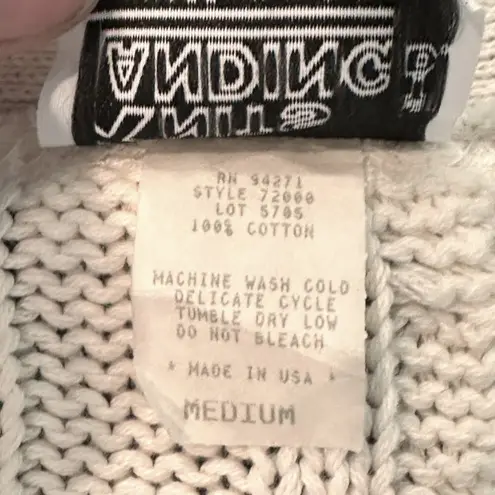 RN 94271
STYLE 72000
LOT 5705
100% COTTON
MACHINE WASH COLD
DELICATE CYCLE
TUMBLE DRY LOW
DO NOT BLEACH
* MADE IN USA *
MEDIUM